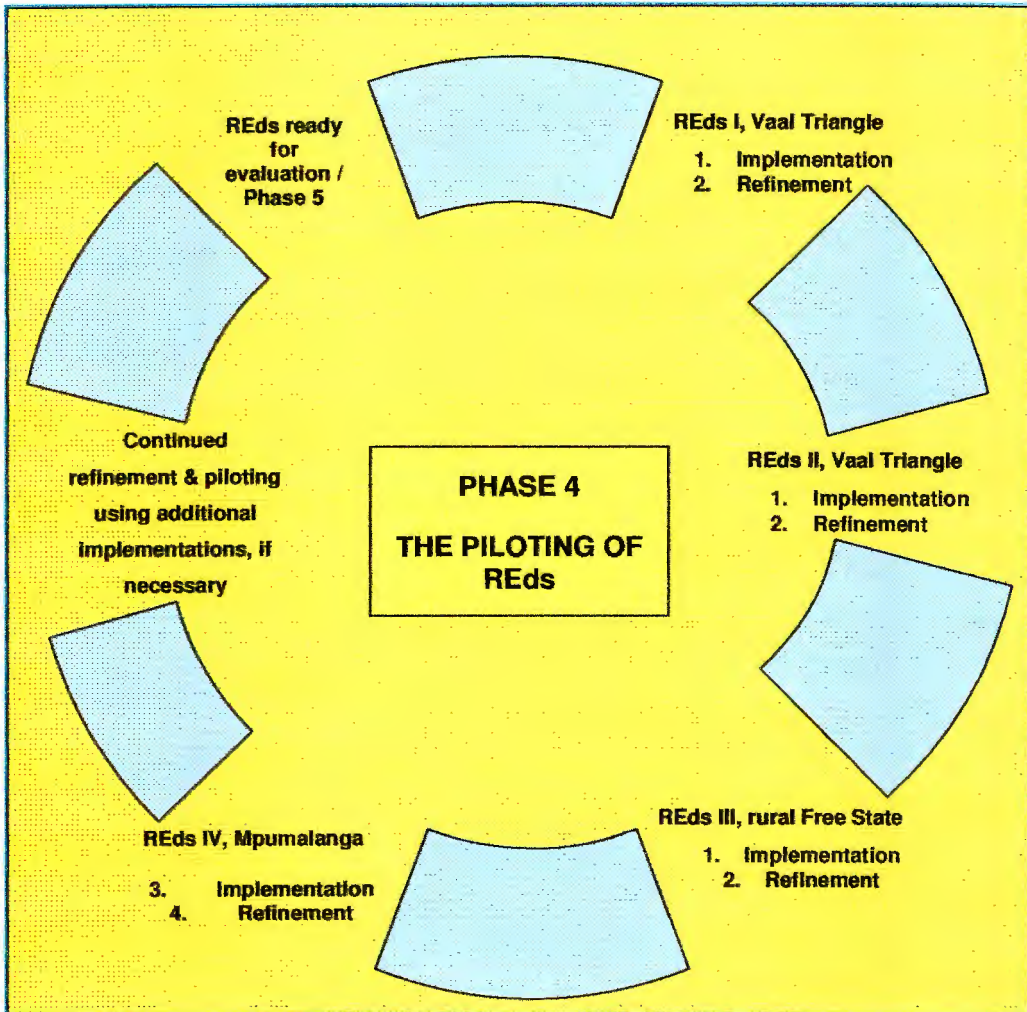 PHASE 4
THE PILOTING OF
REds
REds I, Vaal Triangle
1. Implementation
2. Refinement
REds II, Vaal Triangle
1. Implementation
2. Refinement
REds III, rural Free State
1. Implementation
2. Refinement
REds IV, Mpumalanga
3. Implementation
4. Refinement
Continued
refinement & piloting
using additional
implementations, if
necessary
REds ready
for
evaluation /
Phase 5